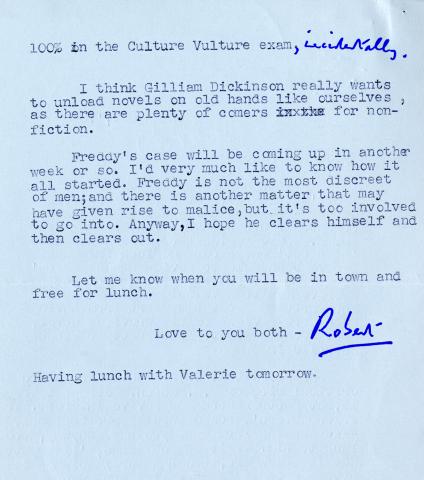 100% in the Culture Vulture exam, incidentally.
I think Gilliam Dickinson really wants
to unload novels on old hands like ourselves ,
as there are plenty of comers inxthe for non-
fiction.
Freddy's case will be coming up in another
week or so. I'd very much like to know how it
all started. Freddy is not the most discreet
of men;and there is another matter that may
have given rise to malice,but it's too involved
to go into. Anyway,I hope he clears himself and
then clears out.
Let me know when you will be in town and
free for lunch.
Love to you both - Robert
Having lunch with Valerie tomorrow.